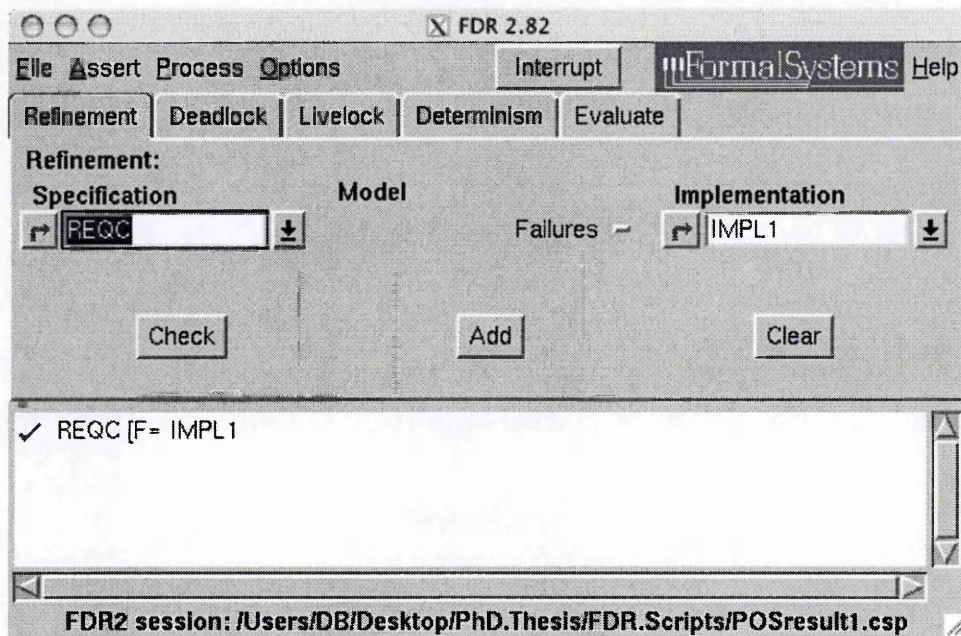 X FDR 2.82
File Assert Process Options Interrupt FormalSystems Help
Refinement Deadlock Livelock Determinism Evaluate
Refinement:
Specification Model Implementation
REQC Failures IMPL1
Check Add Clear
✓ REQC [F= IMPL1
FDR2 session: /Users/DB/Desktop/PhD.Thesis/FDR.Scripts/POSresult1.csp